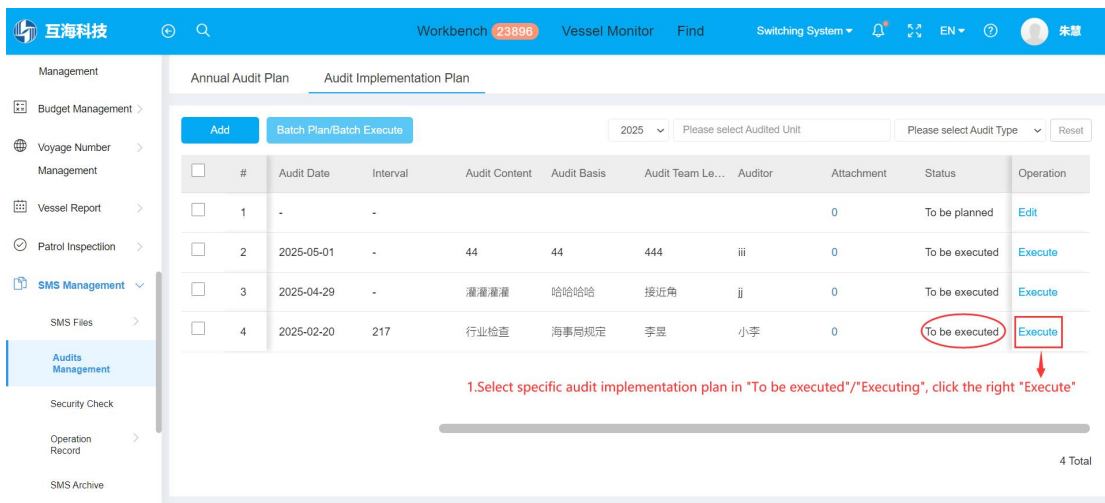 互海科技
Workbench 23896 Vessel Monitor Find Switching System EN 朱慧
Management
Budget Management
Voyage Number
Management
Vessel Report
Patrol Inspectiion
SMS Management
SMS Files
Audits
Management
Security Check
Operation
Record
SMS Archive
Annual Audit Plan Audit Implementation Plan
Add Batch Plan/Batch Execute 2025 Please select Audited Unit Please select Audit Type Reset
# Audit Date Interval Audit Content Audit Basis Audit Team Le... Auditor Attachment Status Operation
1 - - 0 To be planned Edit
2 2025-05-01 - 44 44 444 iii 0 To be executed Execute
3 2025-04-29 - 灌灌灌灌 哈哈哈哈 接近角 jj 0 To be executed Execute
4 2025-02-20 217 行业检查 海事局规定 李昱 小李 0 To be executed Execute
1.Select specific audit implementation plan in "To be executed"/"Executing", click the right "Execute"
4 Total